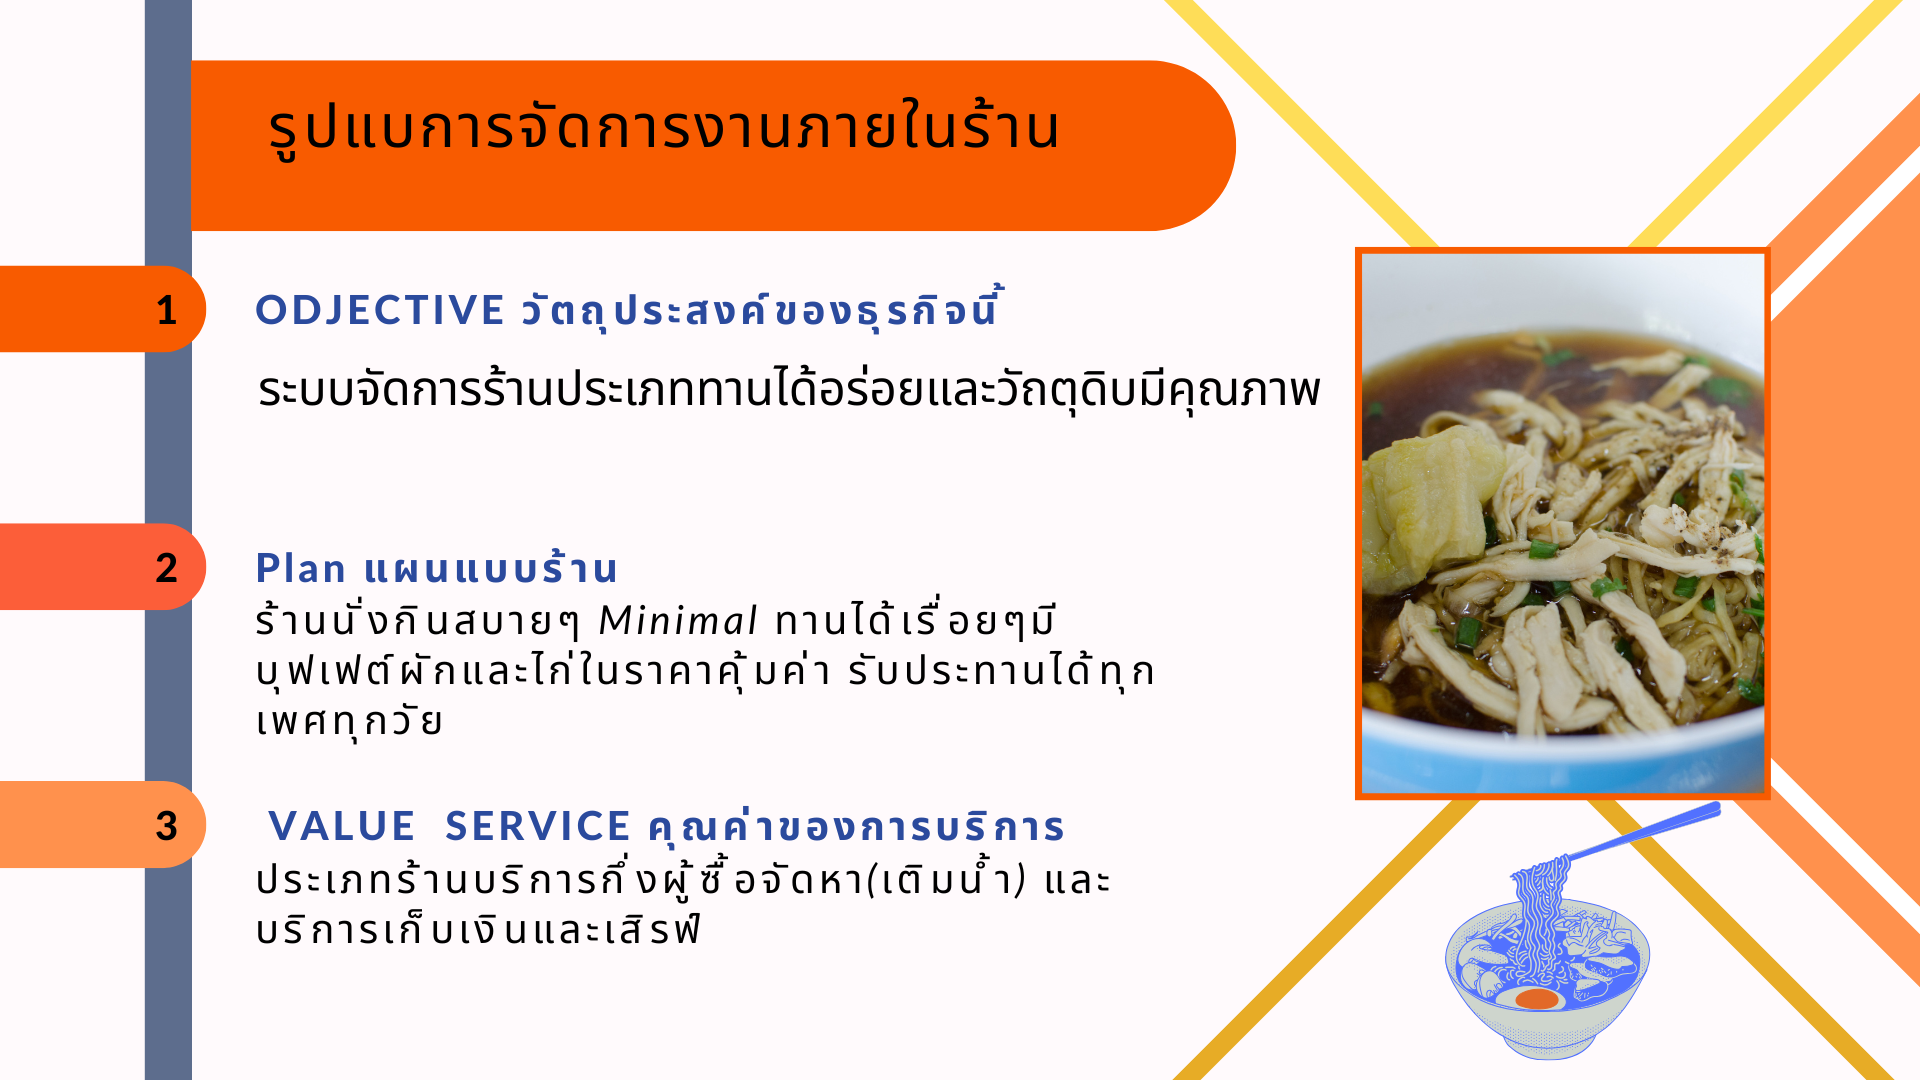 รูปแบบการจัดการงานภายในร้าน
1
ODJECTIVE วัตถุประสงค์ของธุรกิจนี้
ระบบจัดการร้านประเภททานได้อร่อยและวัถตุดิบมีคุณภาพ
2
Plan แผนแบบร้าน
ร้านนั่งกินสบายๆ Minimal ทานได้เรื่อยๆมี
บุฟเฟต์ผักและไก่ในราคาคุ้มค่า รับประทานได้ทุก
เพศทุกวัย
3
VALUE SERVICE คุณค่าของการบริการ
ประเภทร้านบริการกึ่งผู้ซื้อจัดหา(เติมน้ำ) และ
บริการเก็บเงินและเสิรฟ์